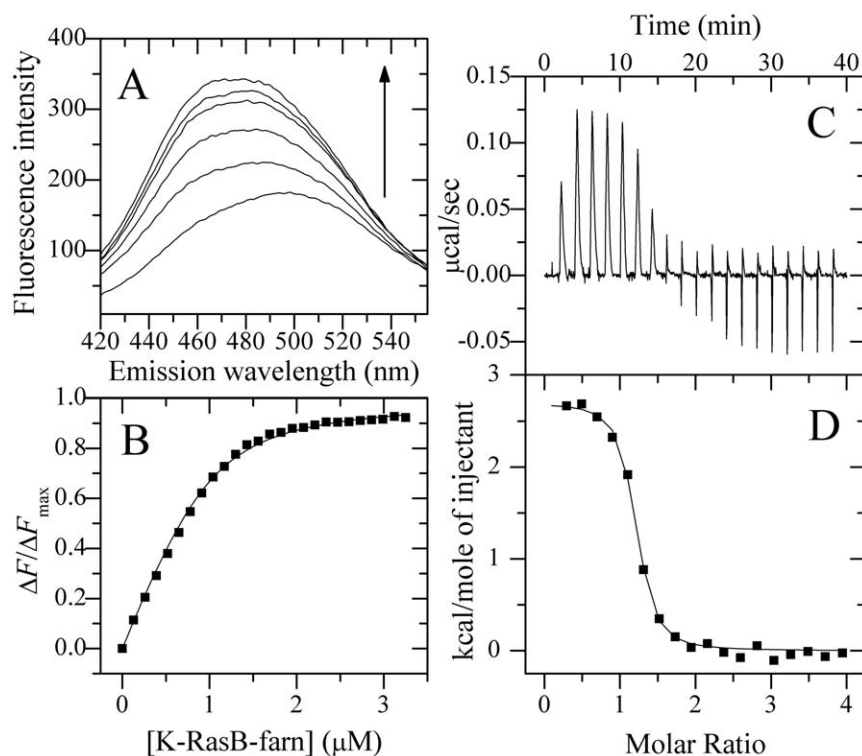 A
Fluorescence intensity
400
300
200
100
420 440 460 480 500 520 540
Emission wavelength (nm)
B
ΔF/ΔFmax
1.0
0.8
0.6
0.4
0.2
0.0
0 1 2 3
[K-RasB-farn] (μM)
Time (min)
0 10 20 30 40
C
μcal/sec
0.15
0.10
0.05
-0.00
-0.05
D
kcal/mole of injectant
3
2
1
0
0 1 2 3 4
Molar Ratio